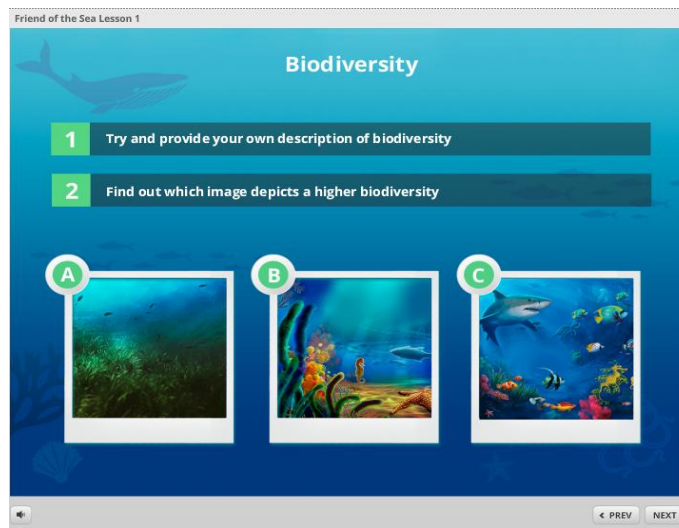 Friend of the Sea Lesson 1
Biodiversity
1 Try and provide your own description of biodiversity
2 Find out which image depicts a higher biodiversity
A B C
< PREV NEXT